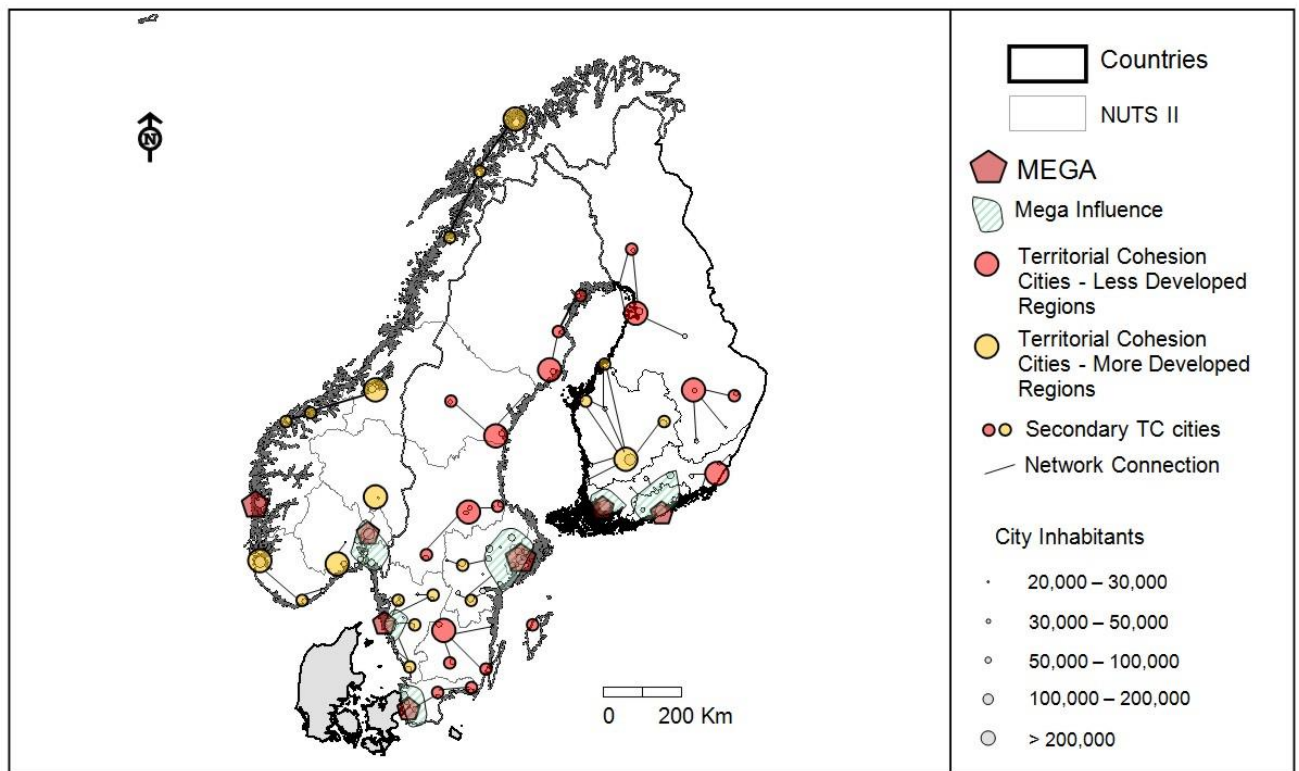 N
0 200 Km
Countries
NUTS II
MEGA
Mega Influence
Territorial Cohesion
Cities - Less Developed
Regions
Territorial Cohesion
Cities - More Developed
Regions
Secondary TC cities
Network Connection
City Inhabitants
20,000 – 30,000
30,000 – 50,000
50,000 – 100,000
100,000 – 200,000
> 200,000